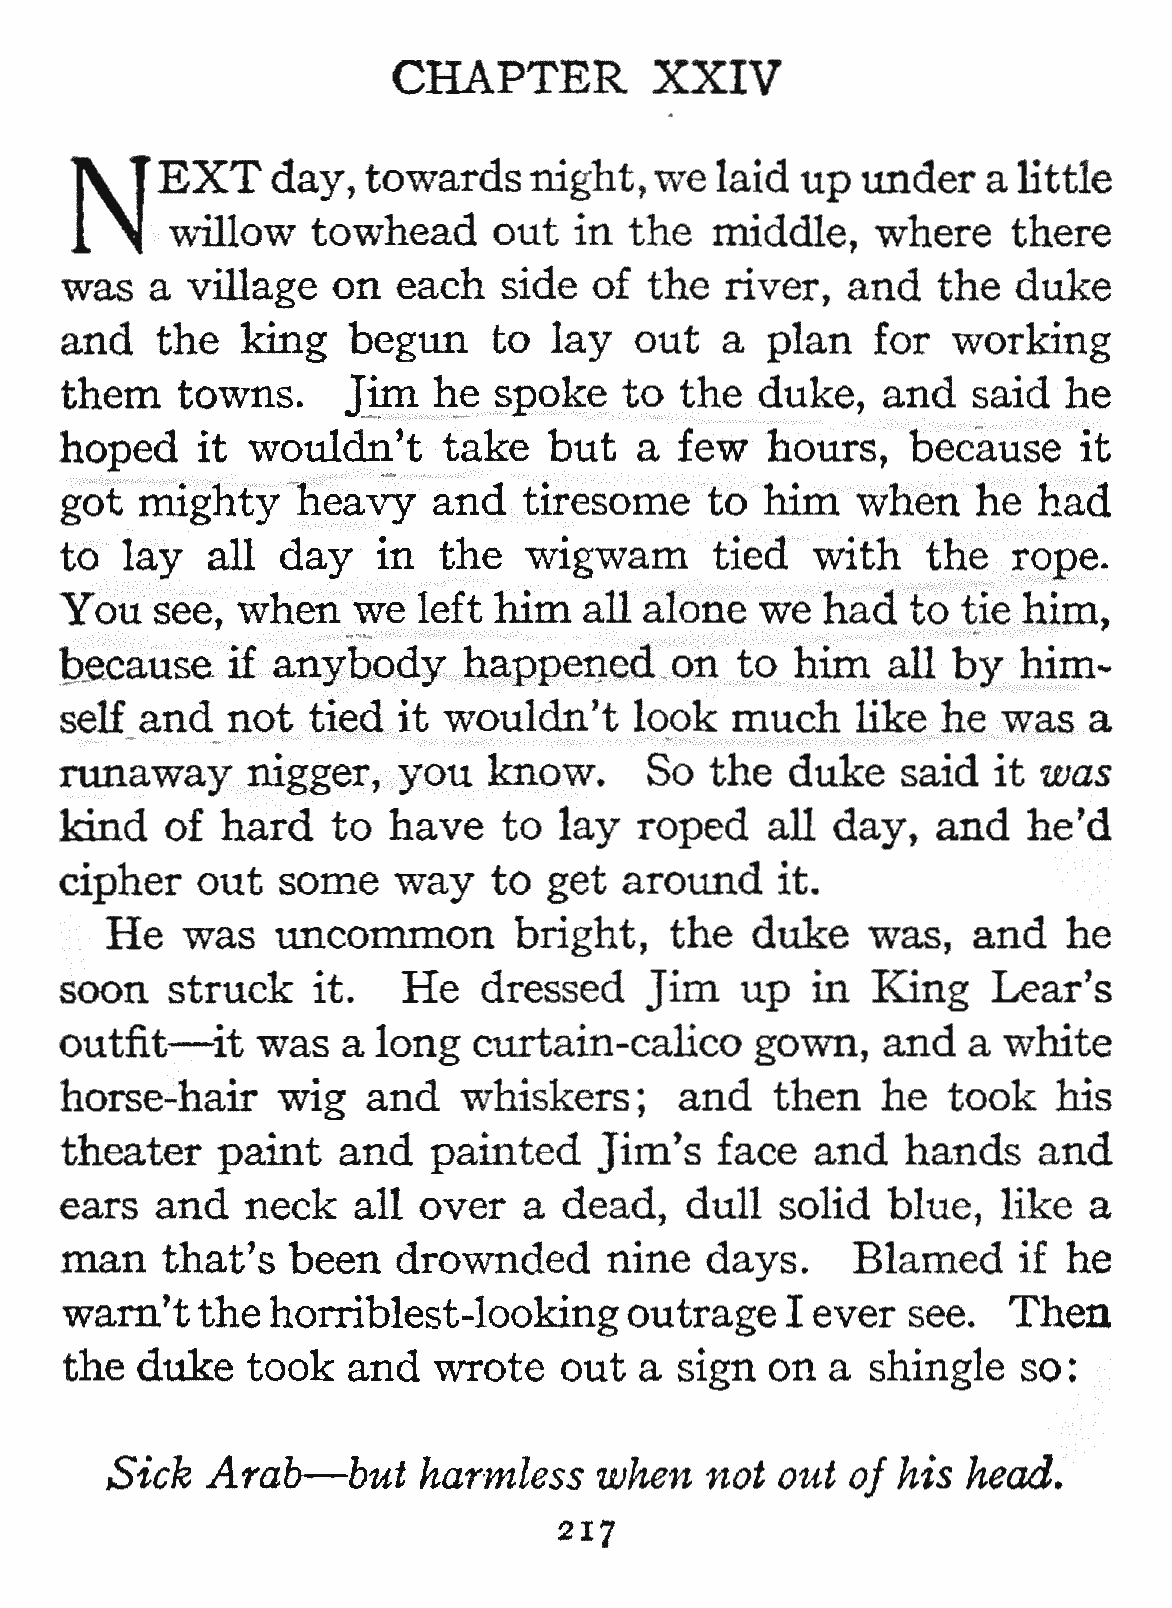 CHAPTER XXIV
NEXT day, towards night, we laid up under a little
willow towhead out in the middle, where there
was a village on each side of the river, and the duke
and the king begun to lay out a plan for working
them towns. Jim he spoke to the duke, and said he
hoped it wouldn't take but a few hours, because it
got mighty heavy and tiresome to him when he had
to lay all day in the wigwam tied with the rope.
You see, when we left him all alone we had to tie him,
because if anybody happened on to him all by him-
self and not tied it wouldn't look much like he was a
runaway nigger, you know. So the duke said it was
kind of hard to have to lay roped all day, and he'd
cipher out some way to get around it.
He was uncommon bright, the duke was, and he
soon struck it. He dressed Jim up in King Lear's
outfit—it was a long curtain-calico gown, and a white
horse-hair wig and whiskers; and then he took his
theater paint and painted Jim's face and hands and
ears and neck all over a dead, dull solid blue, like a
man that's been drownded nine days. Blamed if he
warn't the horriblest-looking outrage I ever see. Then
the duke took and wrote out a sign on a shingle so:
Sick Arab—but harmless when not out of his head.
217